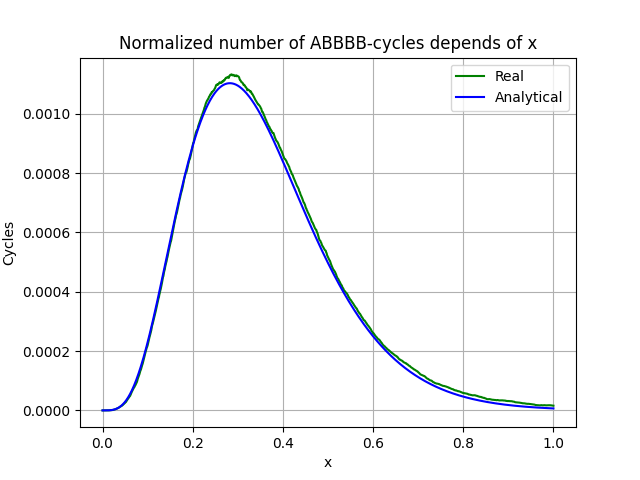 Normalized number of ABBBB-cycles depends of x
Real
Analytical
Cycles
0.0010
0.0008
0.0006
0.0004
0.0002
0.0000
0.0 0.2 0.4 0.6 0.8 1.0
x